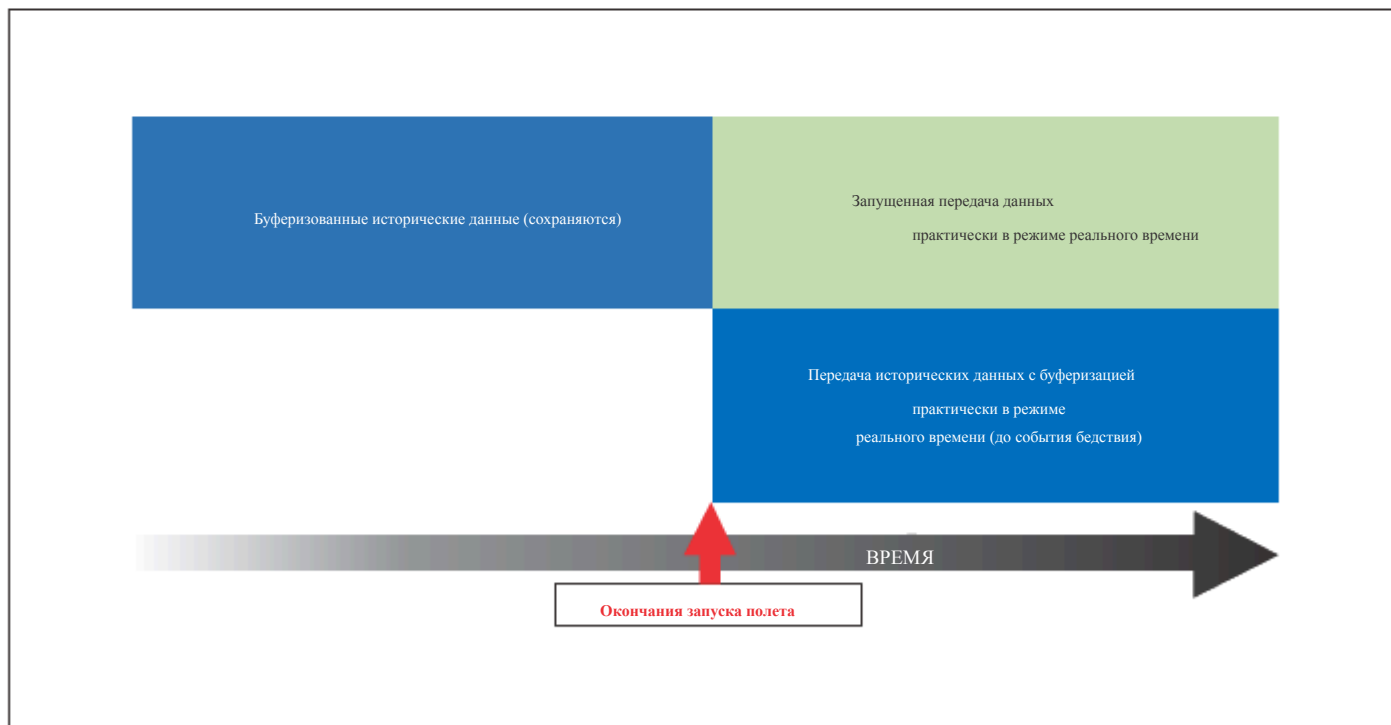 Буферизованные исторические данные (сохраняются)
Запущенная передача данных
практически в режиме реального времени
Передача исторических данных с буферизацией
практически в режиме
реального времени (до события бедствия)
ВРЕМЯ
Окончания запуска полета